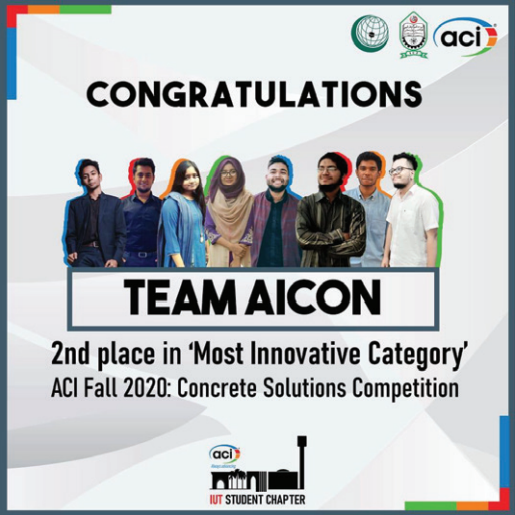 aci
CONGRATULATIONS
TEAM AICON
2nd place in ‘Most Innovative Category’
ACI Fall 2020: Concrete Solutions Competition
aci
IUT STUDENT CHAPTER